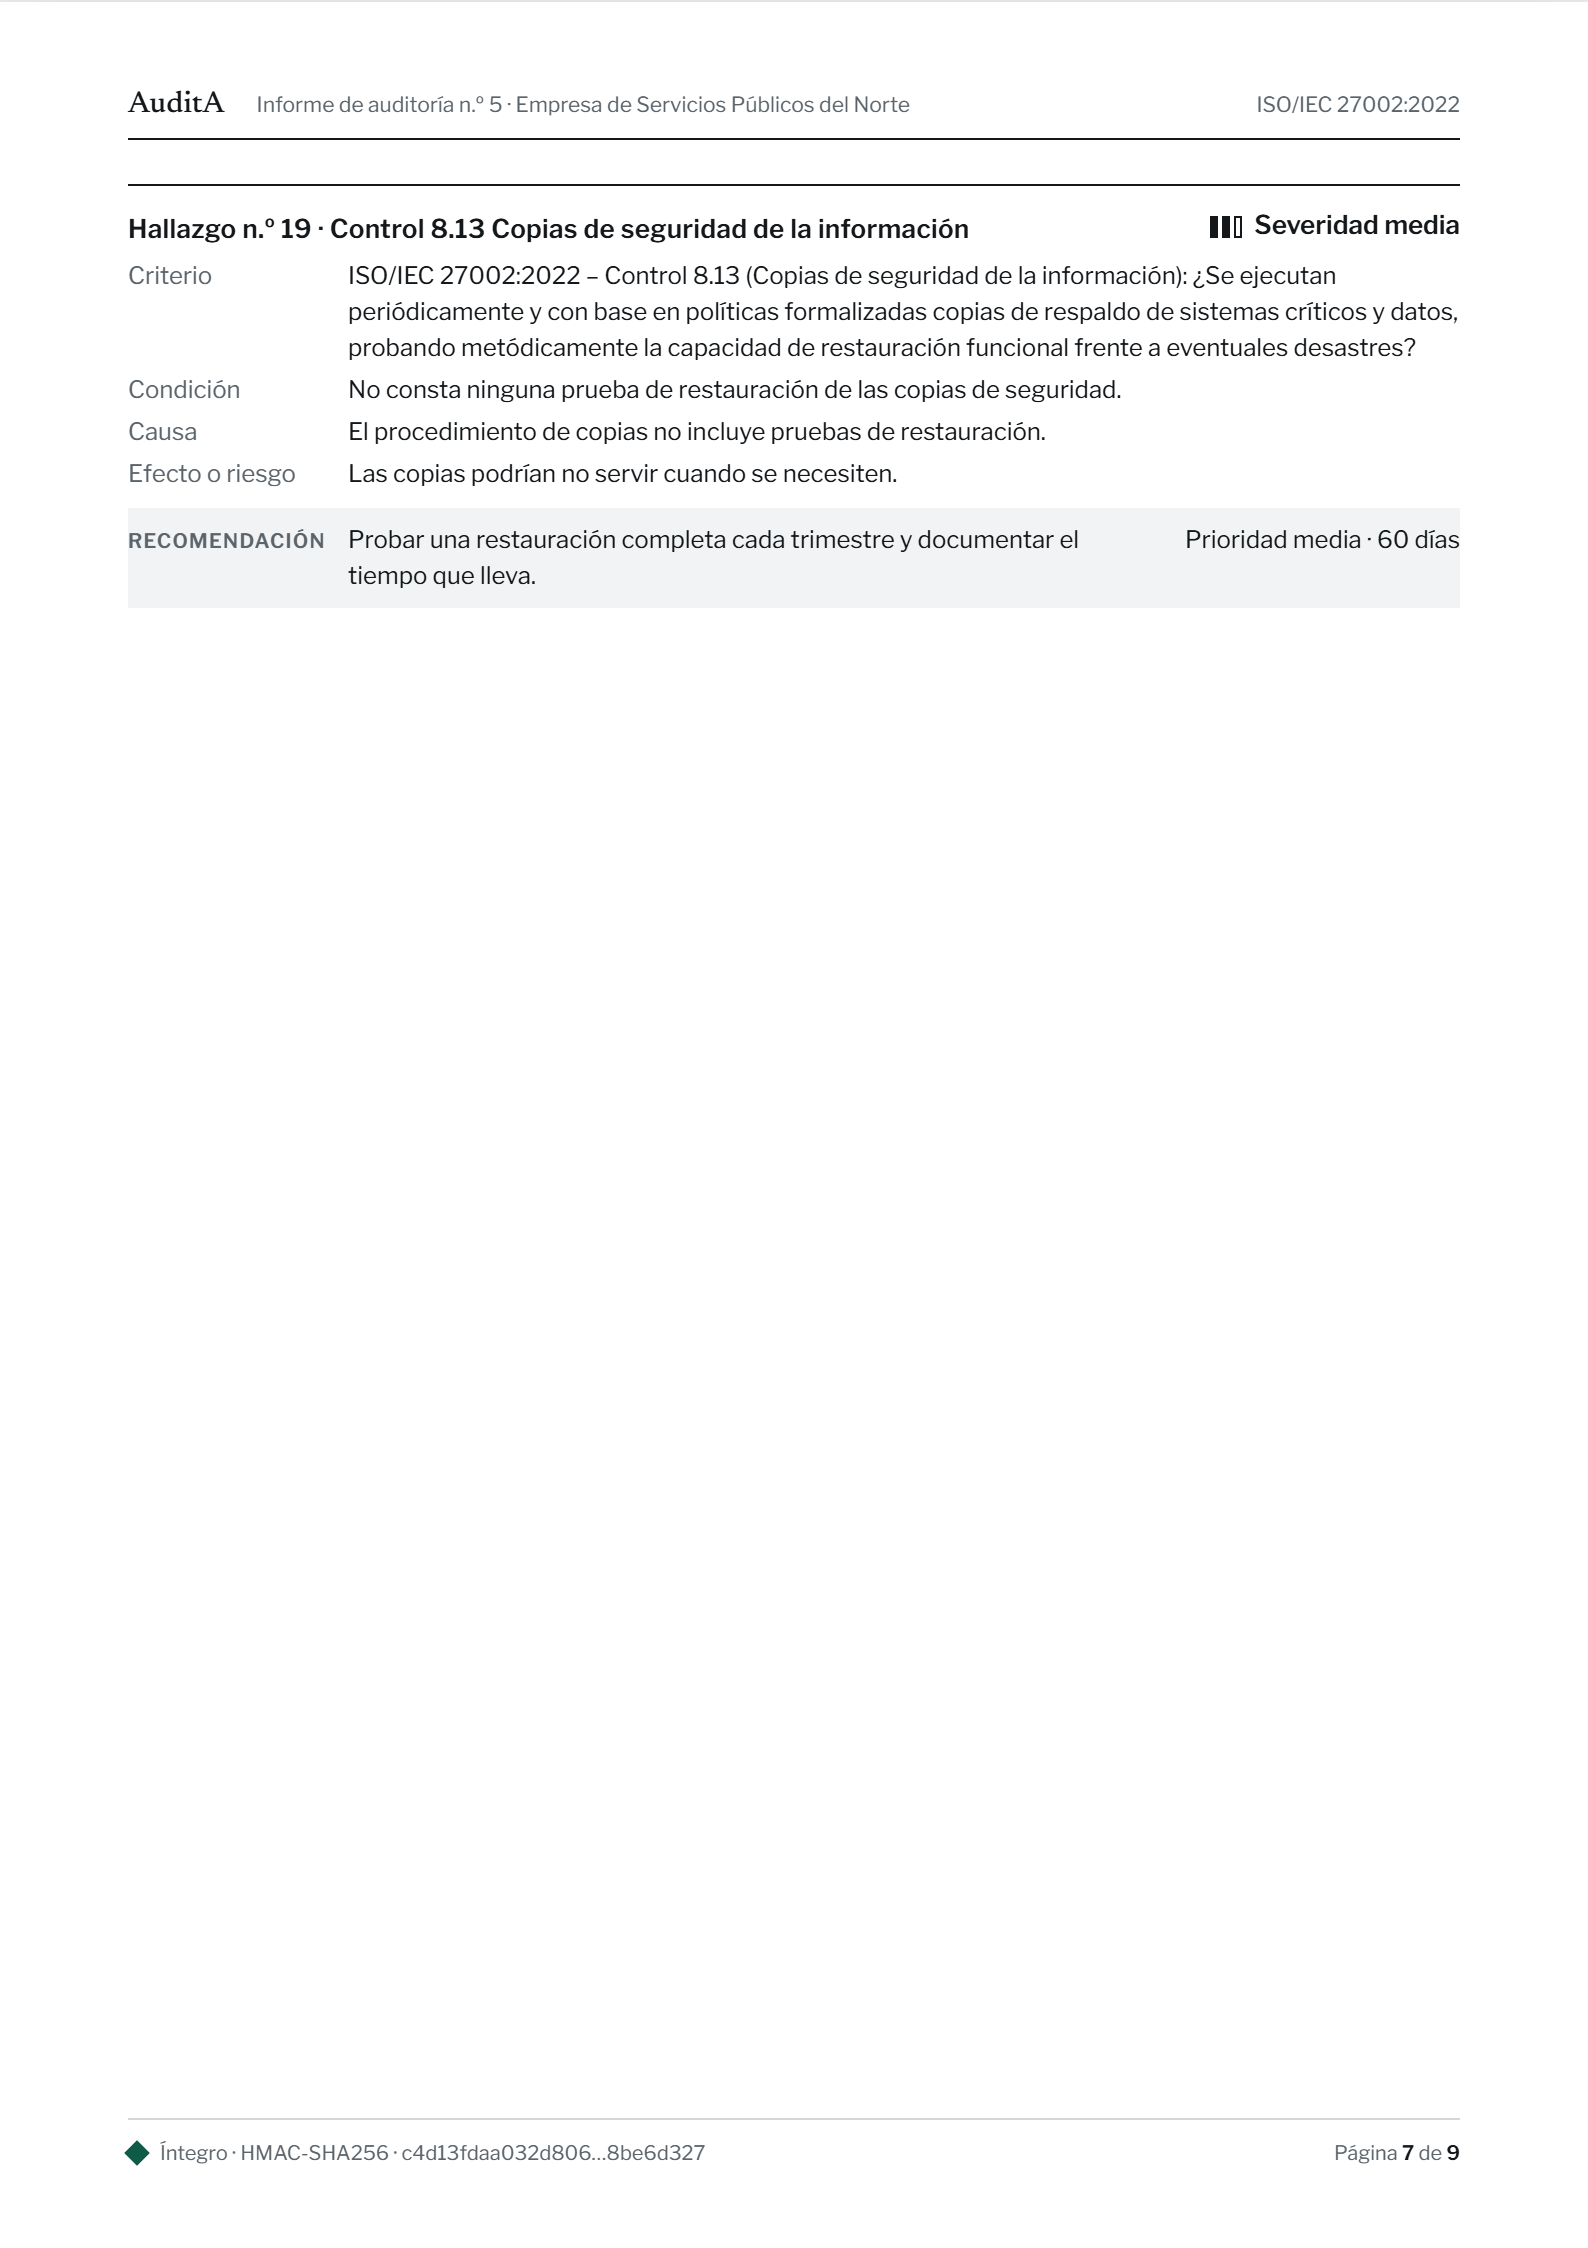 AuditA Informe de auditoría n.º 5 · Empresa de Servicios Públicos del Norte ISO/IEC 27002:2022
Hallazgo n.º 19 · Control 8.13 Copias de seguridad de la información Severidad media
Criterio ISO/IEC 27002:2022 – Control 8.13 (Copias de seguridad de la información): ¿Se ejecutan
periódicamente y con base en políticas formalizadas copias de respaldo de sistemas críticos y datos,
probando metódicamente la capacidad de restauración funcional frente a eventuales desastres?
Condición No consta ninguna prueba de restauración de las copias de seguridad.
Causa El procedimiento de copias no incluye pruebas de restauración.
Efecto o riesgo Las copias podrían no servir cuando se necesiten.
RECOMENDACIÓN Probar una restauración completa cada trimestre y documentar el Prioridad media · 60 días
tiempo que lleva.
Íntegro · HMAC-SHA256 · c4d13fdaa032d806…8be6d327 Página 7 de 9